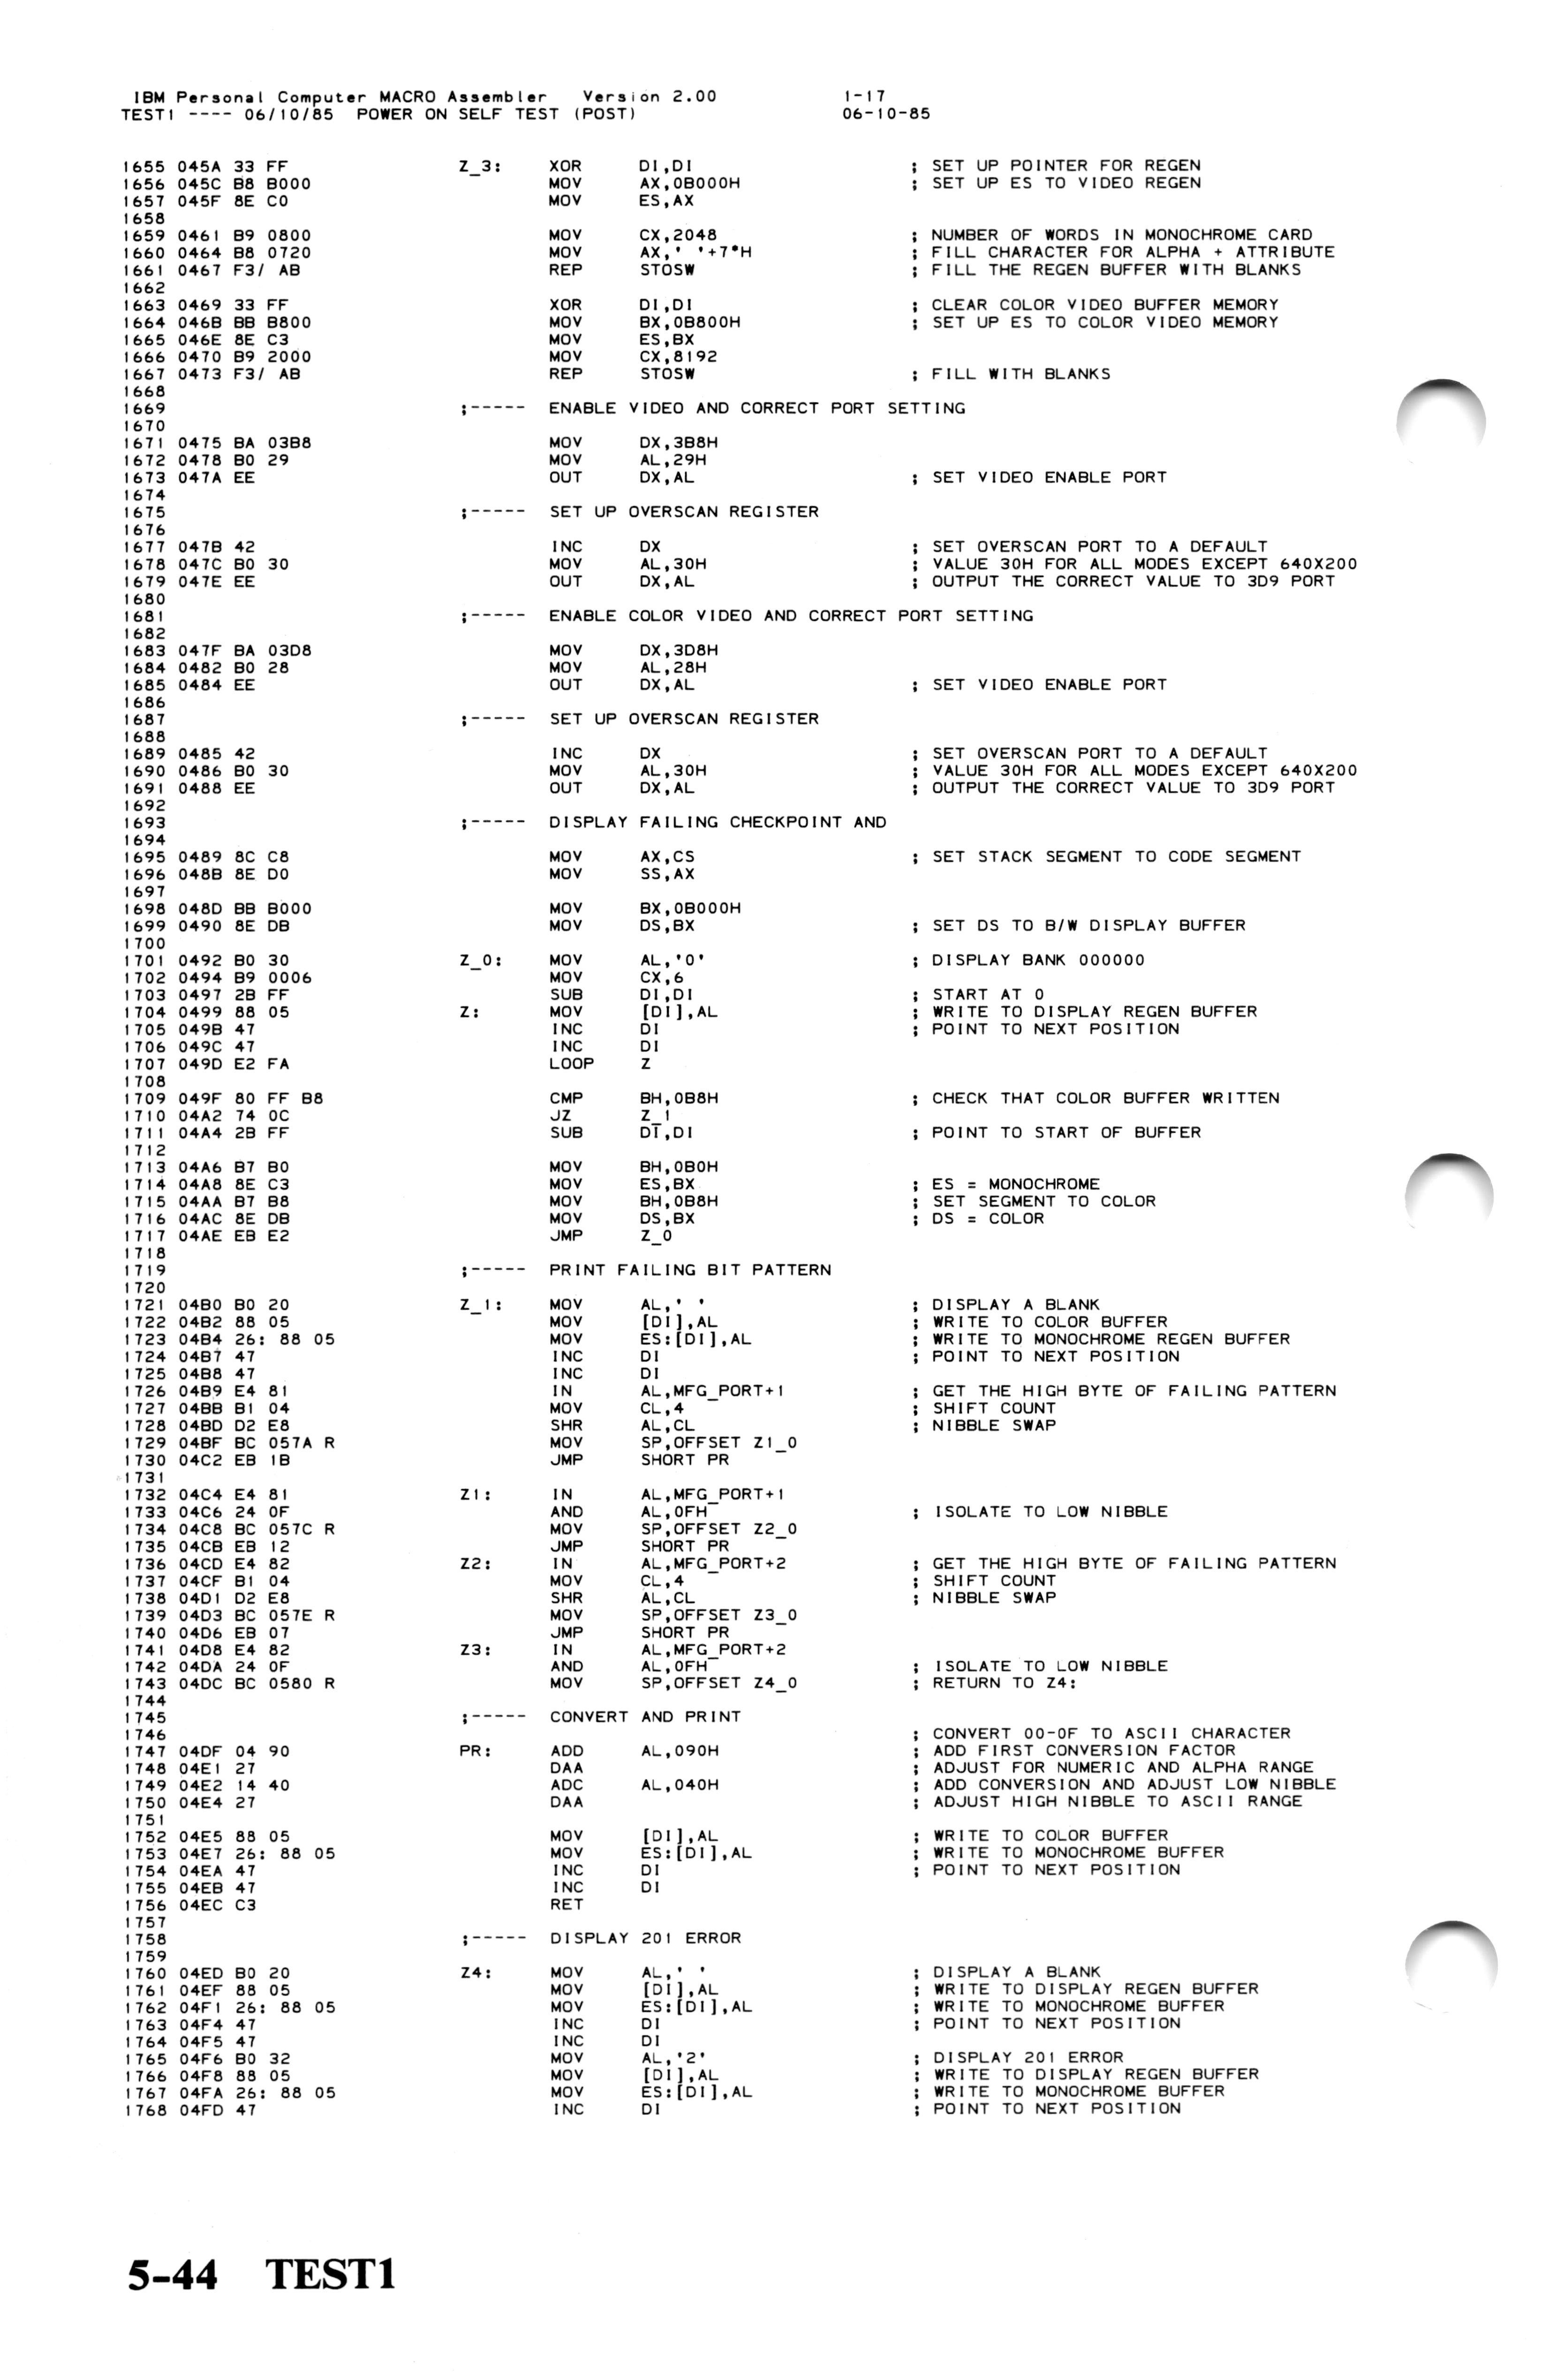 IBM Personal Computer MACRO Assembler    Version 2.00    1-17
TEST1 ---- 06/10/85  POWER ON SELF TEST (POST)    06-10-85
1655 045A 33 FF    Z_3:    XOR    DI,DI    ; SET UP POINTER FOR REGEN
1656 045C B8 B000    MOV    AX,0B000H    ; SET UP ES TO VIDEO REGEN
1657 045F 8E C0    MOV    ES,AX
1658
1659 0461 B9 0800    MOV    CX,2048    ; NUMBER OF WORDS IN MONOCHROME CARD
1660 0464 B8 0720    MOV    AX,' '+7*H    ; FILL CHARACTER FOR ALPHA + ATTRIBUTE
1661 0467 F3/ AB    REP    STOSW    ; FILL THE REGEN BUFFER WITH BLANKS
1662
1663 0469 33 FF    XOR    DI,DI    ; CLEAR COLOR VIDEO BUFFER MEMORY
1664 046B BB B800    MOV    BX,0B800H    ; SET UP ES TO COLOR VIDEO MEMORY
1665 046E 8E C3    MOV    ES,BX
1666 0470 B9 2000    MOV    CX,8192
1667 0473 F3/ AB    REP    STOSW    ; FILL WITH BLANKS
1668
1669    ;-----  ENABLE VIDEO AND CORRECT PORT SETTING
1670
1671 0475 BA 03B8    MOV    DX,3B8H
1672 0478 B0 29    MOV    AL,29H
1673 047A EE    OUT    DX,AL    ; SET VIDEO ENABLE PORT
1674
1675    ;-----  SET UP OVERSCAN REGISTER
1676
1677 047B 42    INC    DX    ; SET OVERSCAN PORT TO A DEFAULT
1678 047C B0 30    MOV    AL,30H    ; VALUE 30H FOR ALL MODES EXCEPT 640X200
1679 047E EE    OUT    DX,AL    ; OUTPUT THE CORRECT VALUE TO 3D9 PORT
1680
1681    ;-----  ENABLE COLOR VIDEO AND CORRECT PORT SETTING
1682
1683 047F BA 03D8    MOV    DX,3D8H
1684 0482 B0 28    MOV    AL,28H
1685 0484 EE    OUT    DX,AL    ; SET VIDEO ENABLE PORT
1686
1687    ;-----  SET UP OVERSCAN REGISTER
1688
1689 0485 42    INC    DX    ; SET OVERSCAN PORT TO A DEFAULT
1690 0486 B0 30    MOV    AL,30H    ; VALUE 30H FOR ALL MODES EXCEPT 640X200
1691 0488 EE    OUT    DX,AL    ; OUTPUT THE CORRECT VALUE TO 3D9 PORT
1692
1693    ;-----  DISPLAY FAILING CHECKPOINT AND
1694
1695 0489 8C C8    MOV    AX,CS    ; SET STACK SEGMENT TO CODE SEGMENT
1696 048B 8E D0    MOV    SS,AX
1697
1698 048D BB B000    MOV    BX,0B000H
1699 0490 8E DB    MOV    DS,BX    ; SET DS TO B/W DISPLAY BUFFER
1700
1701 0492 B0 30    Z_0:    MOV    AL,'0'    ; DISPLAY BANK 000000
1702 0494 B9 0006    MOV    CX,6
1703 0497 2B FF    SUB    DI,DI    ; START AT 0
1704 0499 88 05    Z:    MOV    [DI],AL    ; WRITE TO DISPLAY REGEN BUFFER
1705 049B 47    INC    DI    ; POINT TO NEXT POSITION
1706 049C 47    INC    DI
1707 049D E2 FA    LOOP    Z
1708
1709 049F 80 FF B8    CMP    BH,0B8H    ; CHECK THAT COLOR BUFFER WRITTEN
1710 04A2 74 0C    JZ    Z_1
1711 04A4 2B FF    SUB    DI,DI    ; POINT TO START OF BUFFER
1712
1713 04A6 B7 B0    MOV    BH,0B0H
1714 04A8 8E C3    MOV    ES,BX    ; ES = MONOCHROME
1715 04AA B7 B8    MOV    BH,0B8H    ; SET SEGMENT TO COLOR
1716 04AC 8E DB    MOV    DS,BX    ; DS = COLOR
1717 04AE EB E2    JMP    Z_0
1718
1719    ;-----  PRINT FAILING BIT PATTERN
1720
1721 04B0 B0 20    Z_1:    MOV    AL,' '    ; DISPLAY A BLANK
1722 04B2 88 05    MOV    [DI],AL    ; WRITE TO COLOR BUFFER
1723 04B4 26: 88 05    MOV    ES:[DI],AL    ; WRITE TO MONOCHROME REGEN BUFFER
1724 04B7 47    INC    DI    ; POINT TO NEXT POSITION
1725 04B8 47    INC    DI
1726 04B9 E4 81    IN    AL,MFG_PORT+1    ; GET THE HIGH BYTE OF FAILING PATTERN
1727 04BB B1 04    MOV    CL,4    ; SHIFT COUNT
1728 04BD D2 E8    SHR    AL,CL    ; NIBBLE SWAP
1729 04BF BC 057A R    MOV    SP,OFFSET Z1_0
1730 04C2 EB 1B    JMP    SHORT PR
1731
1732 04C4 E4 81    Z1:    IN    AL,MFG_PORT+1
1733 04C6 24 0F    AND    AL,0FH    ; ISOLATE TO LOW NIBBLE
1734 04C8 BC 057C R    MOV    SP,OFFSET Z2_0
1735 04CB EB 12    JMP    SHORT PR
1736 04CD E4 82    Z2:    IN    AL,MFG_PORT+2    ; GET THE HIGH BYTE OF FAILING PATTERN
1737 04CF B1 04    MOV    CL,4    ; SHIFT COUNT
1738 04D1 D2 E8    SHR    AL,CL    ; NIBBLE SWAP
1739 04D3 BC 057E R    MOV    SP,OFFSET Z3_0
1740 04D6 EB 07    JMP    SHORT PR
1741 04D8 E4 82    Z3:    IN    AL,MFG_PORT+2
1742 04DA 24 0F    AND    AL,0FH    ; ISOLATE TO LOW NIBBLE
1743 04DC BC 0580 R    MOV    SP,OFFSET Z4_0    ; RETURN TO Z4:
1744
1745    ;-----  CONVERT AND PRINT
1746    ; CONVERT 00-0F TO ASCII CHARACTER
1747 04DF 04 90    PR:    ADD    AL,090H    ; ADD FIRST CONVERSION FACTOR
1748 04E1 27    DAA    ; ADJUST FOR NUMERIC AND ALPHA RANGE
1749 04E2 14 40    ADC    AL,040H    ; ADD CONVERSION AND ADJUST LOW NIBBLE
1750 04E4 27    DAA    ; ADJUST HIGH NIBBLE TO ASCII RANGE
1751
1752 04E5 88 05    MOV    [DI],AL    ; WRITE TO COLOR BUFFER
1753 04E7 26: 88 05    MOV    ES:[DI],AL    ; WRITE TO MONOCHROME BUFFER
1754 04EA 47    INC    DI    ; POINT TO NEXT POSITION
1755 04EB 47    INC    DI
1756 04EC C3    RET
1757
1758    ;-----  DISPLAY 201 ERROR
1759
1760 04ED B0 20    Z4:    MOV    AL,' '    ; DISPLAY A BLANK
1761 04EF 88 05    MOV    [DI],AL    ; WRITE TO DISPLAY REGEN BUFFER
1762 04F1 26: 88 05    MOV    ES:[DI],AL    ; WRITE TO MONOCHROME BUFFER
1763 04F4 47    INC    DI    ; POINT TO NEXT POSITION
1764 04F5 47    INC    DI
1765 04F6 B0 32    MOV    AL,'2'    ; DISPLAY 201 ERROR
1766 04F8 88 05    MOV    [DI],AL    ; WRITE TO DISPLAY REGEN BUFFER
1767 04FA 26: 88 05    MOV    ES:[DI],AL    ; WRITE TO MONOCHROME BUFFER
1768 04FD 47    INC    DI    ; POINT TO NEXT POSITION
5-44  TEST1